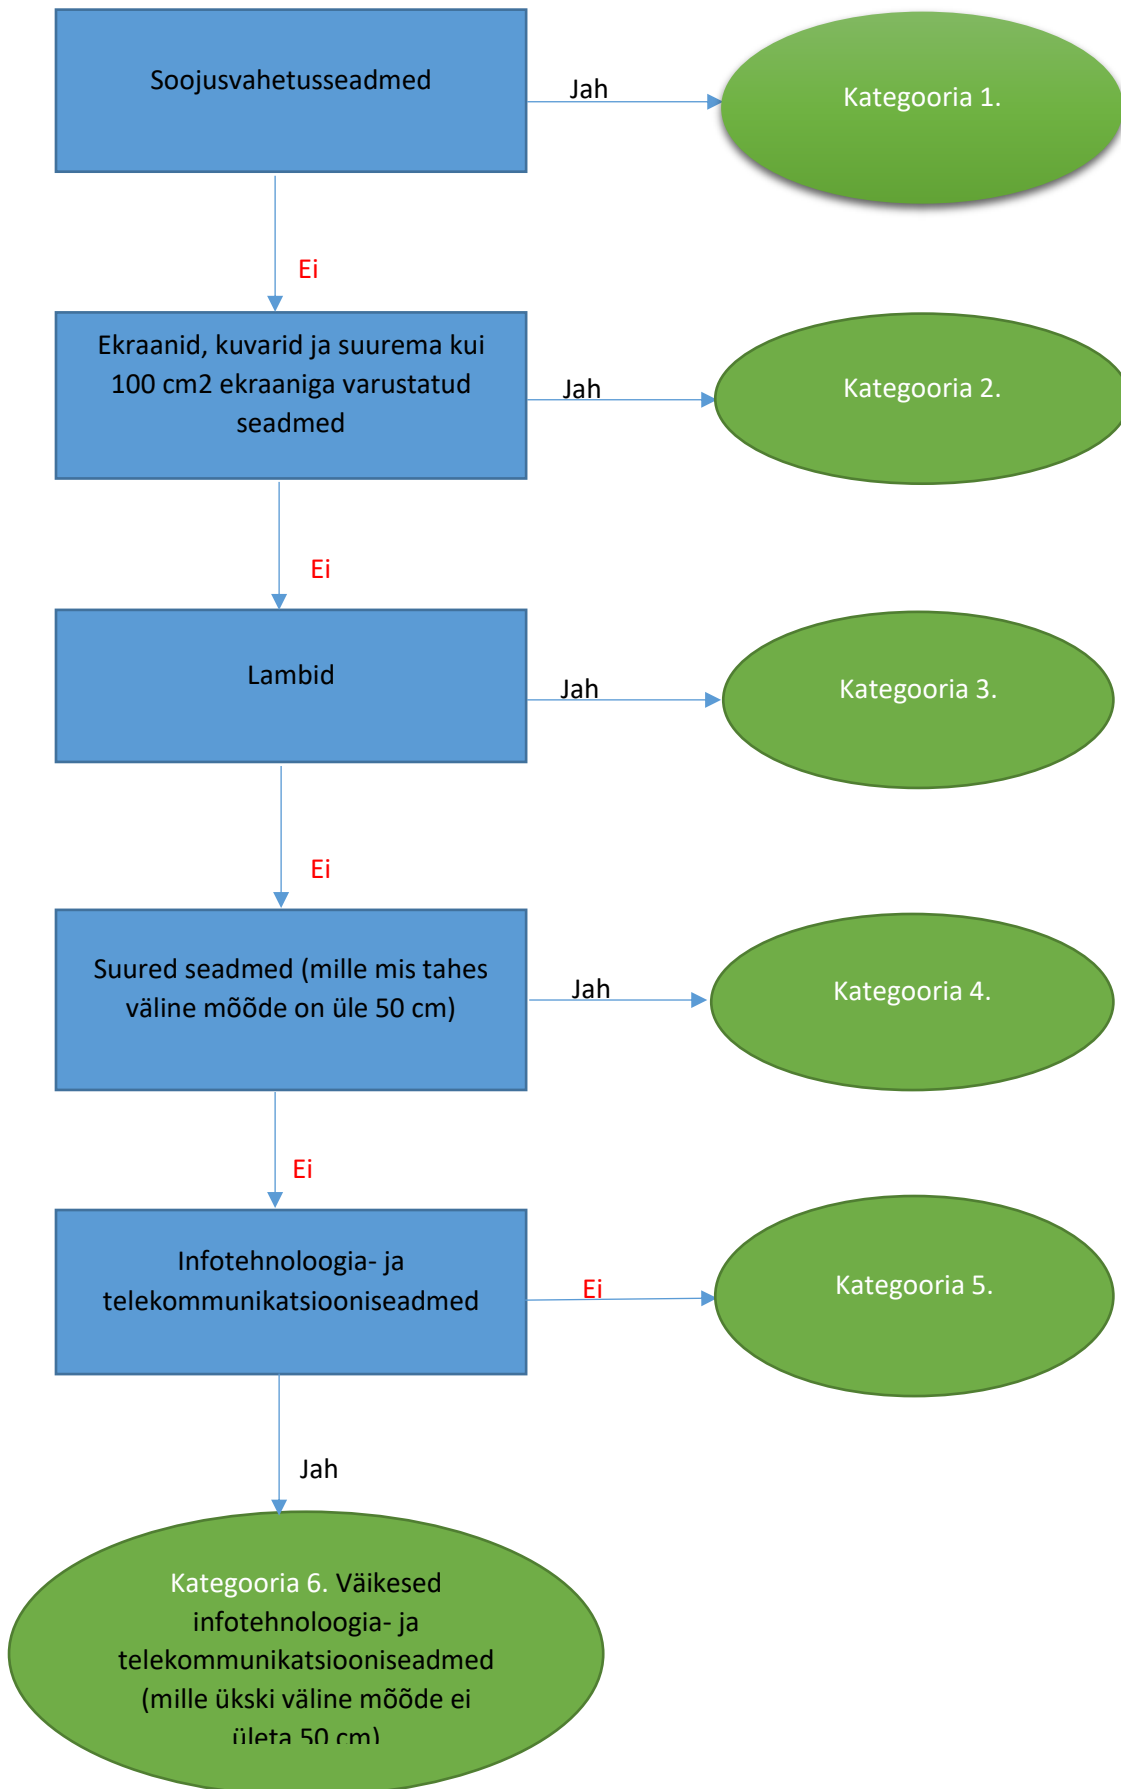 Soojusvahetusseadmed
Jah
Kategooria 1.
Ei
Ekraanid, kuvarid ja suurema kui
100 cm2 ekraaniga varustatud
seadmed
Jah
Kategooria 2.
Ei
Lambid
Jah
Kategooria 3.
Ei
Suured seadmed (mille mis tahes
väline mõõde on üle 50 cm)
Jah
Kategooria 4.
Ei
Infotehnoloogia- ja
telekommunikatsiooniseadmed
Ei
Kategooria 5.
Jah
Kategooria 6. Väikesed
infotehnoloogia- ja
telekommunikatsiooniseadmed
(mille ükski väline mõõde ei
ületa 50 cm)